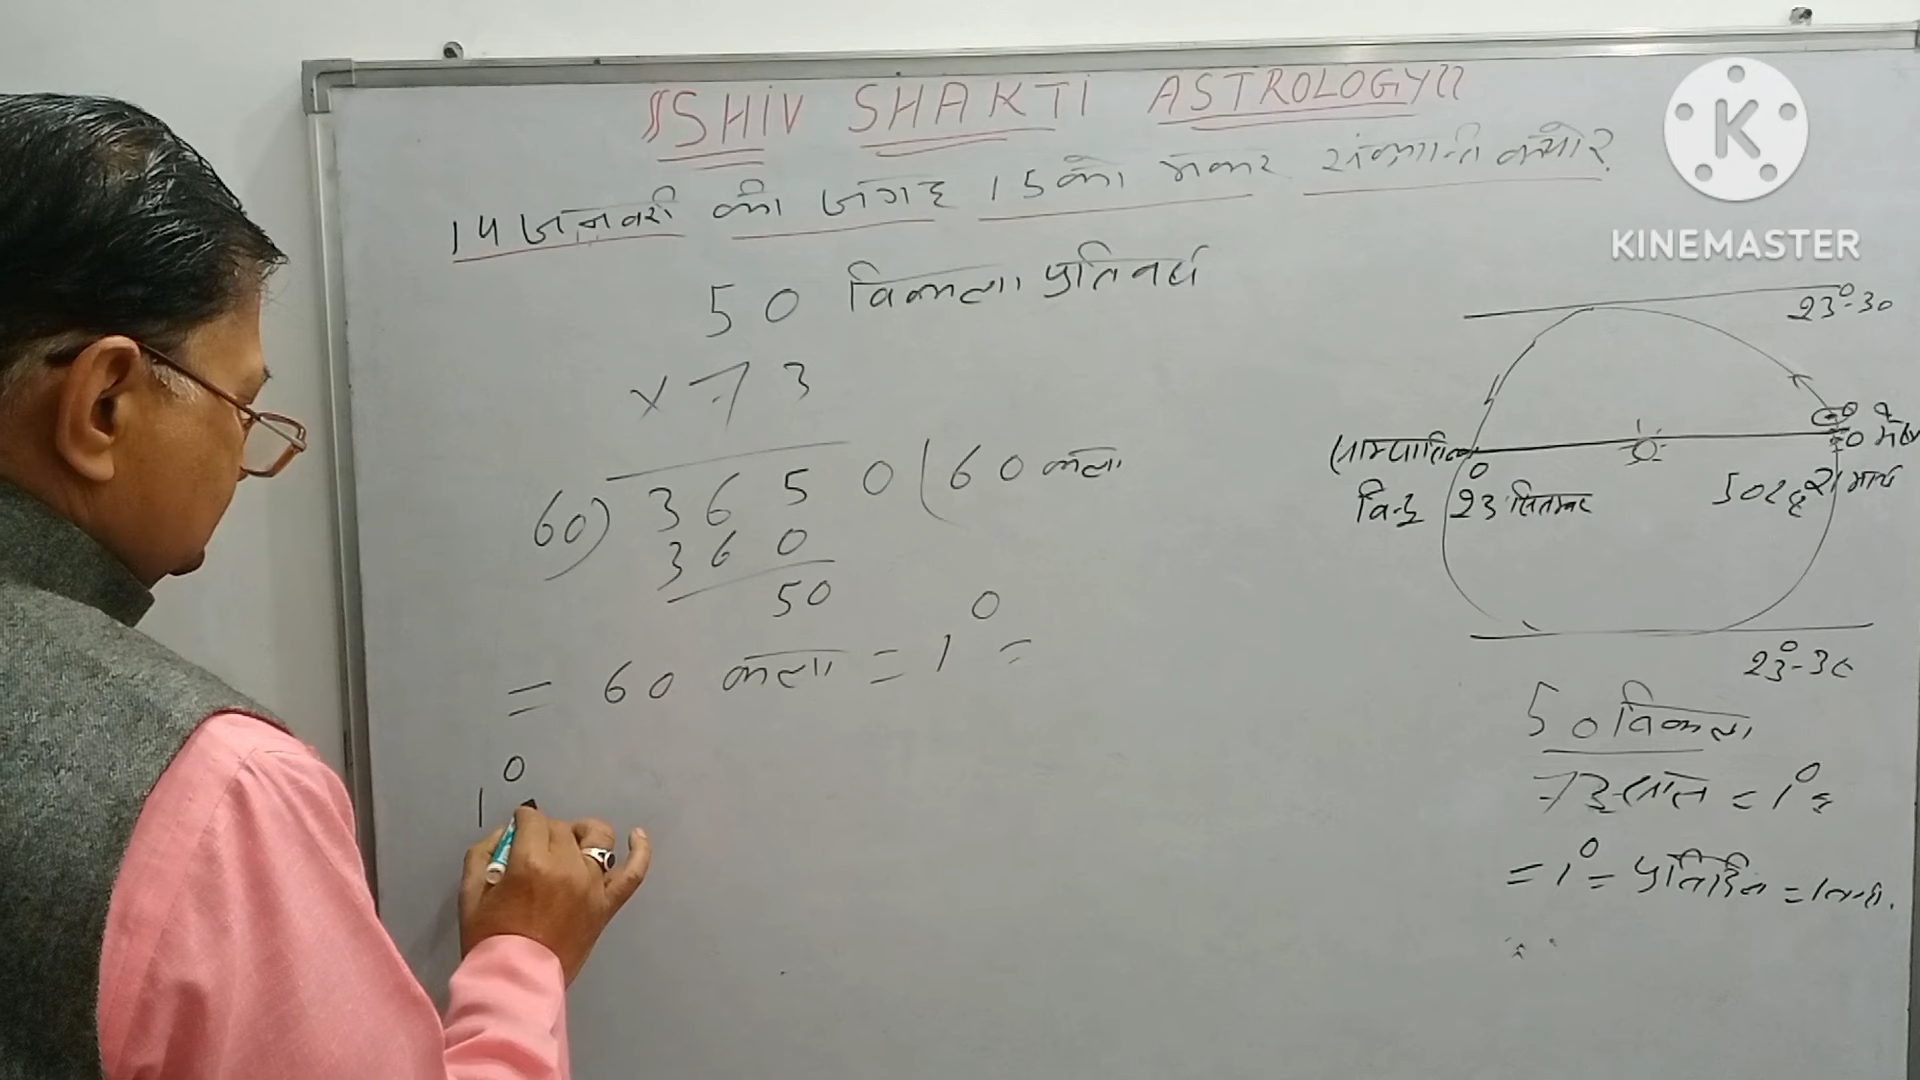 SHIV SHAKTI ASTROLOGY
14 जनवरी की जगह 15 को मकर संक्रान्ति क्यों?
50 विकला प्रतिवर्ष
× 73
60) 3650 (60 कला
360
50
= 60 कला = 1° =
1°
K
KINEMASTER
23°-30
साम्पातिक
विन्दु
0
23 सितम्बर
50
21 मार्च
0 मेष
23°-30
50 विकला
73 साल = 1°
= 1° = प्रतिदिन =